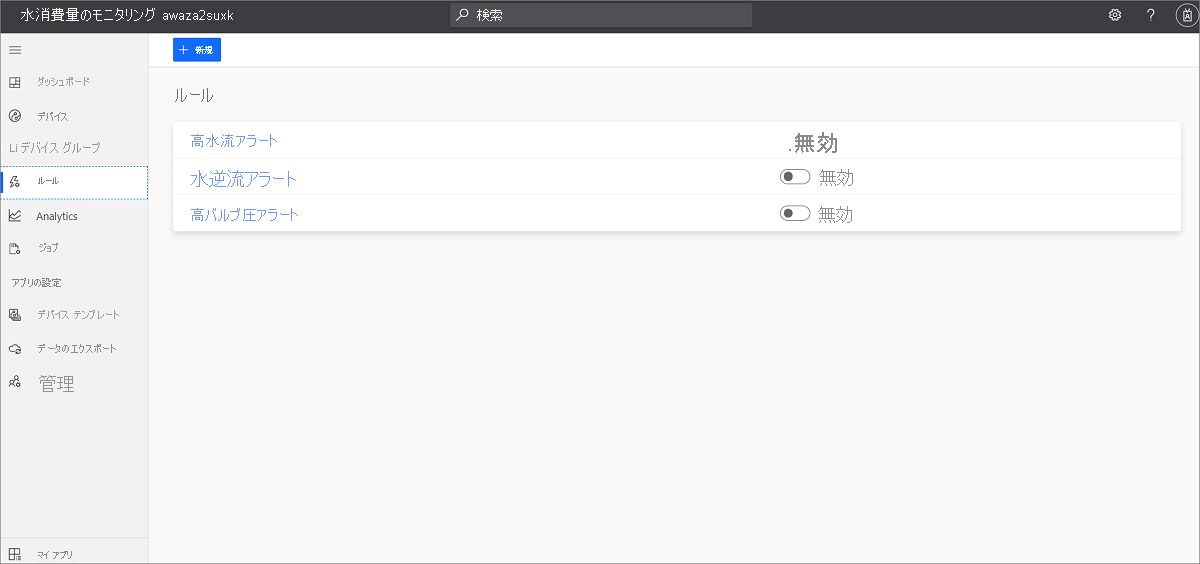 水消費量のモニタリング awaza2suxk
検索
?
+ 新規
ダッシュボード
デバイス
Li デバイス グループ
ルール
Analytics
ジョブ
アプリの設定
デバイス テンプレート
データのエクスポート
管理
マイ アプリ
ルール
高水流アラート
.無効
水逆流アラート
無効
高バルブ圧アラート
無効